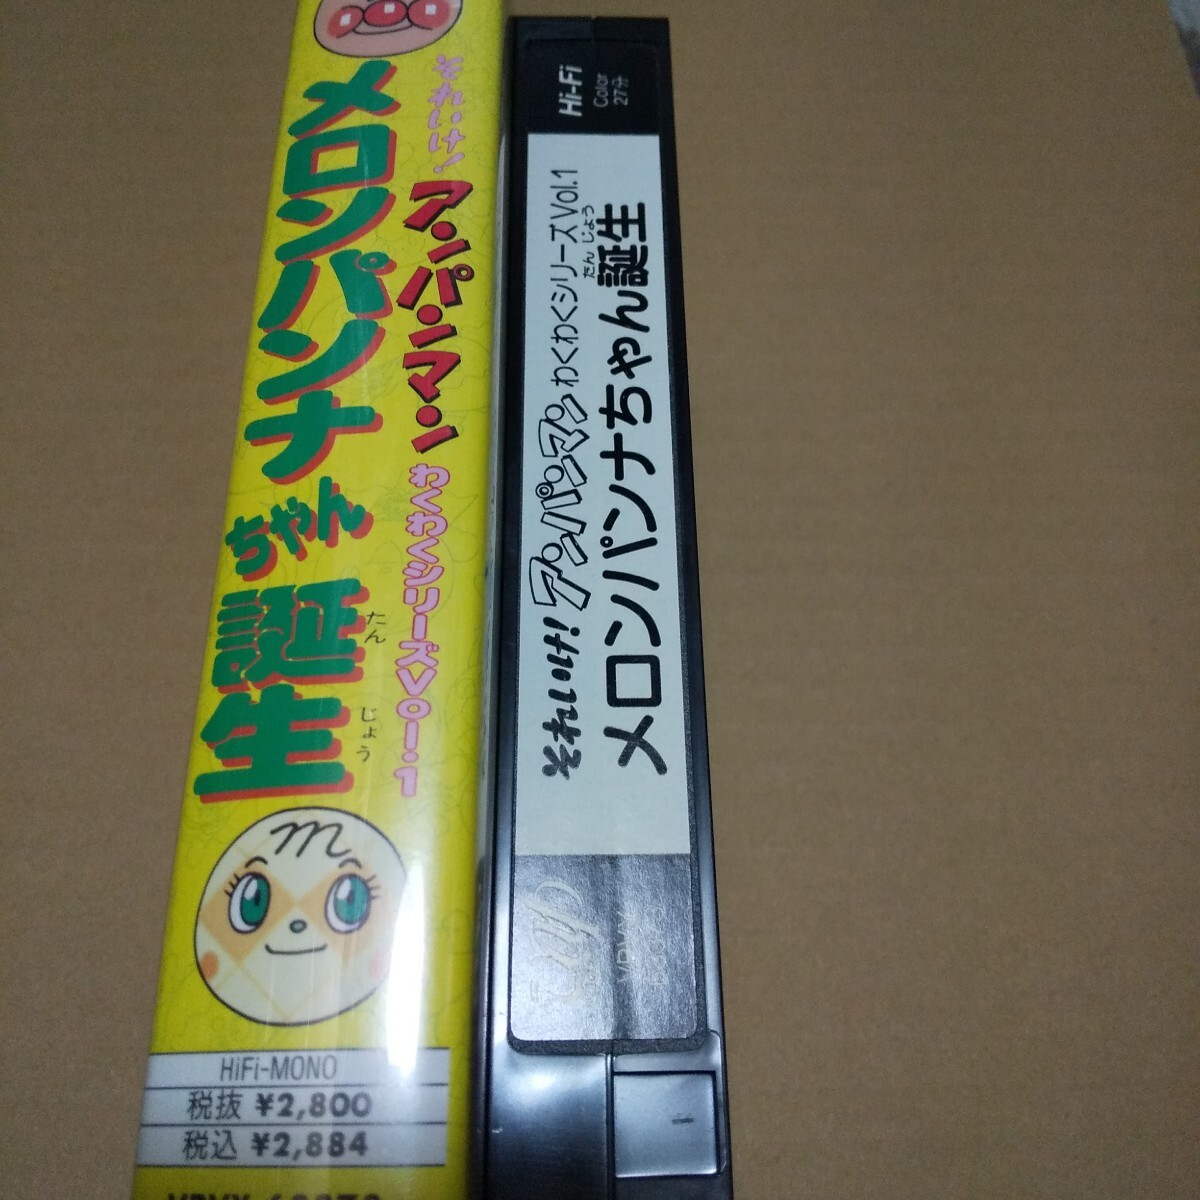 それいけ!アンパンマン わくわくシリーズVol.1
メロンパンナちゃん誕生
たんじょう
m
HiFi-MONO
税抜 ¥2,800
税込 ¥2,884
Hi-Fi
Color
27分
それいけ!アンパンマン わくわくシリーズVol.1
たんじょう
メロンパンナちゃん誕生
Vap